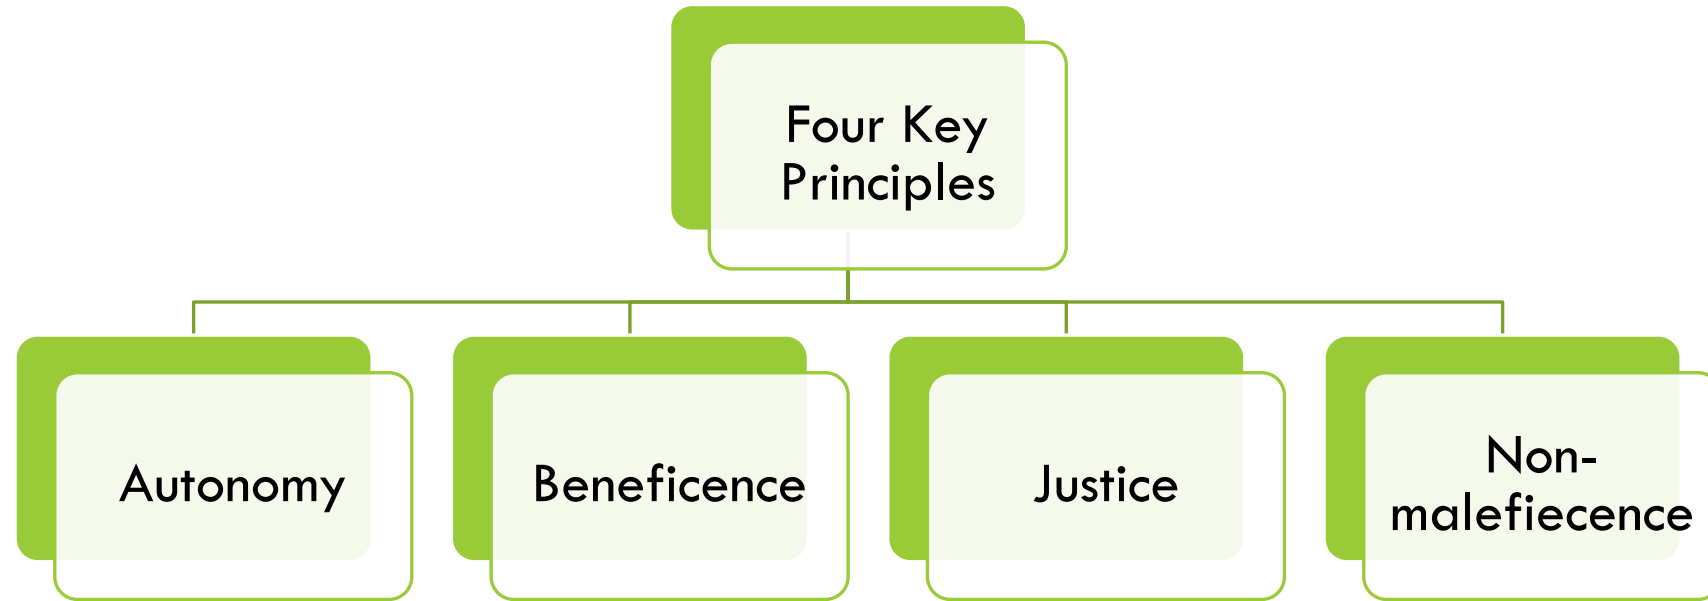 Four Key
Principles
Autonomy
Beneficence
Justice
Non-
malefiecence